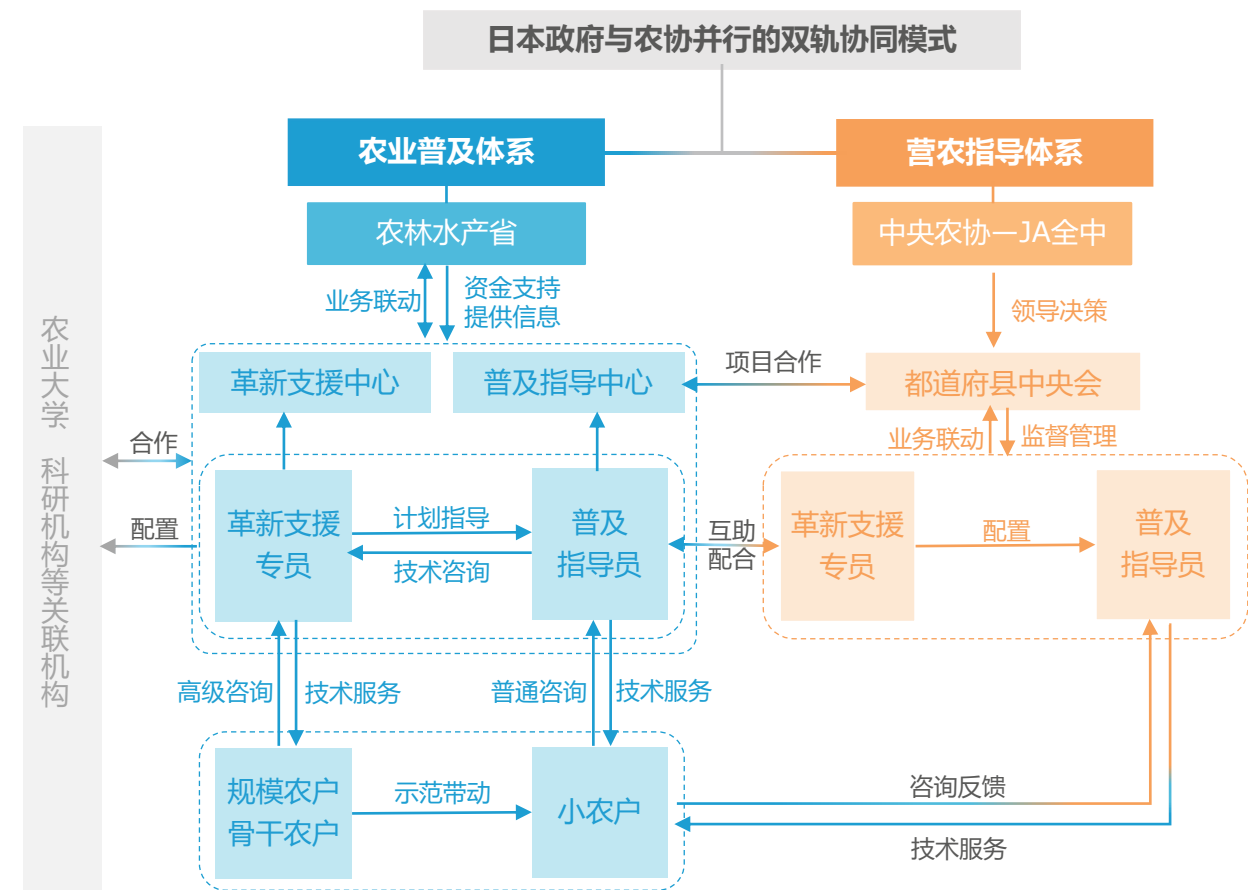 日本政府与农协并行的双轨协同模式
农业普及体系
营农指导体系
农林水产省
中央农协—JA全中
业务联动
资金支持
提供信息
领导决策
革新支援中心
普及指导中心
项目合作
都道府县中央会
业务联动
监督管理
农业大学 科研机构等关联机构
合作
配置
革新支援
专员
计划指导
技术咨询
普及
指导员
互助
配合
革新支援
专员
配置
普及
指导员
高级咨询
技术服务
普通咨询
技术服务
规模农户
骨干农户
示范带动
小农户
咨询反馈
技术服务